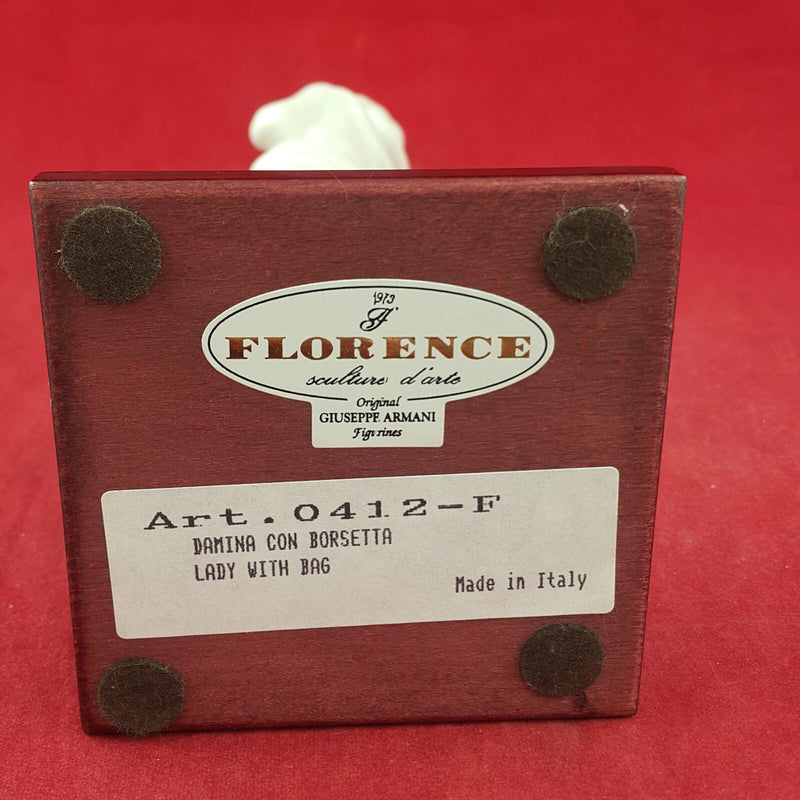 1973
FLORENCE
sculture d'arte
Original
GIUSEPPE ARMANI
Figurines
Art.0412-F
DAMINA CON BORSETTA
LADY WITH BAG
Made in Italy